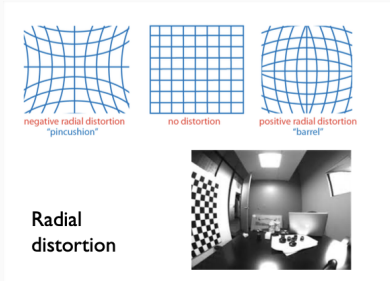 negative radial distortion
"pincushion"
no distortion
positive radial distortion
"barrel"
Radial
distortion